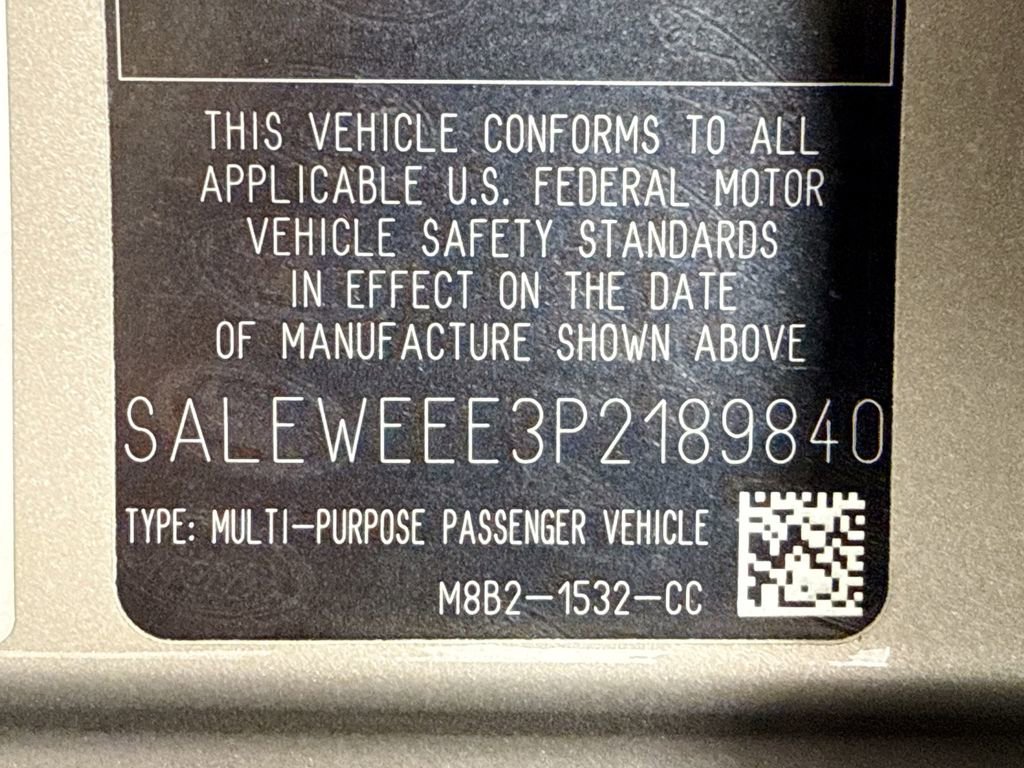 THIS VEHICLE CONFORMS TO ALL
APPLICABLE U.S. FEDERAL MOTOR
VEHICLE SAFETY STANDARDS
IN EFFECT ON THE DATE
OF MANUFACTURE SHOWN ABOVE
SALEWEEE3P2189840
TYPE: MULTI-PURPOSE PASSENGER VEHICLE
M8B2-1532-CC